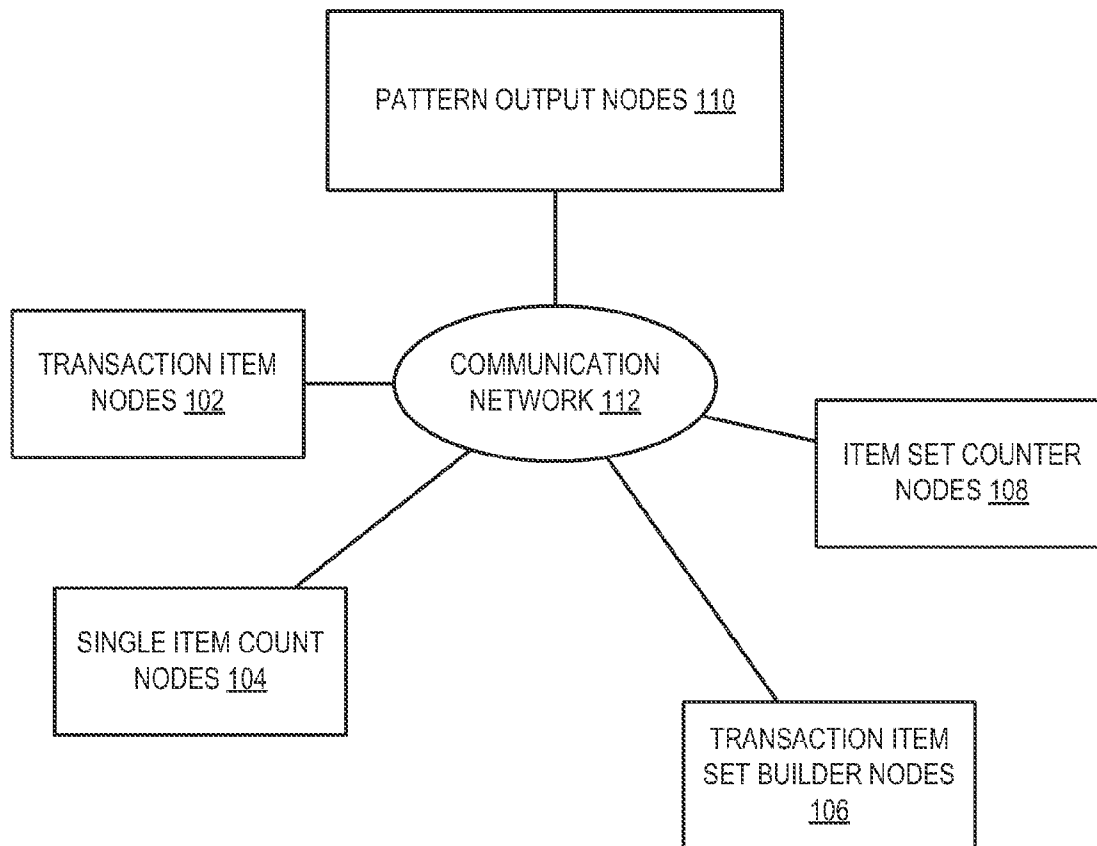 PATTERN OUTPUT NODES 110
TRANSACTION ITEM
NODES 102
COMMUNICATION
NETWORK 112
ITEM SET COUNTER
NODES 108
SINGLE ITEM COUNT
NODES 104
TRANSACTION ITEM
SET BUILDER NODES
106